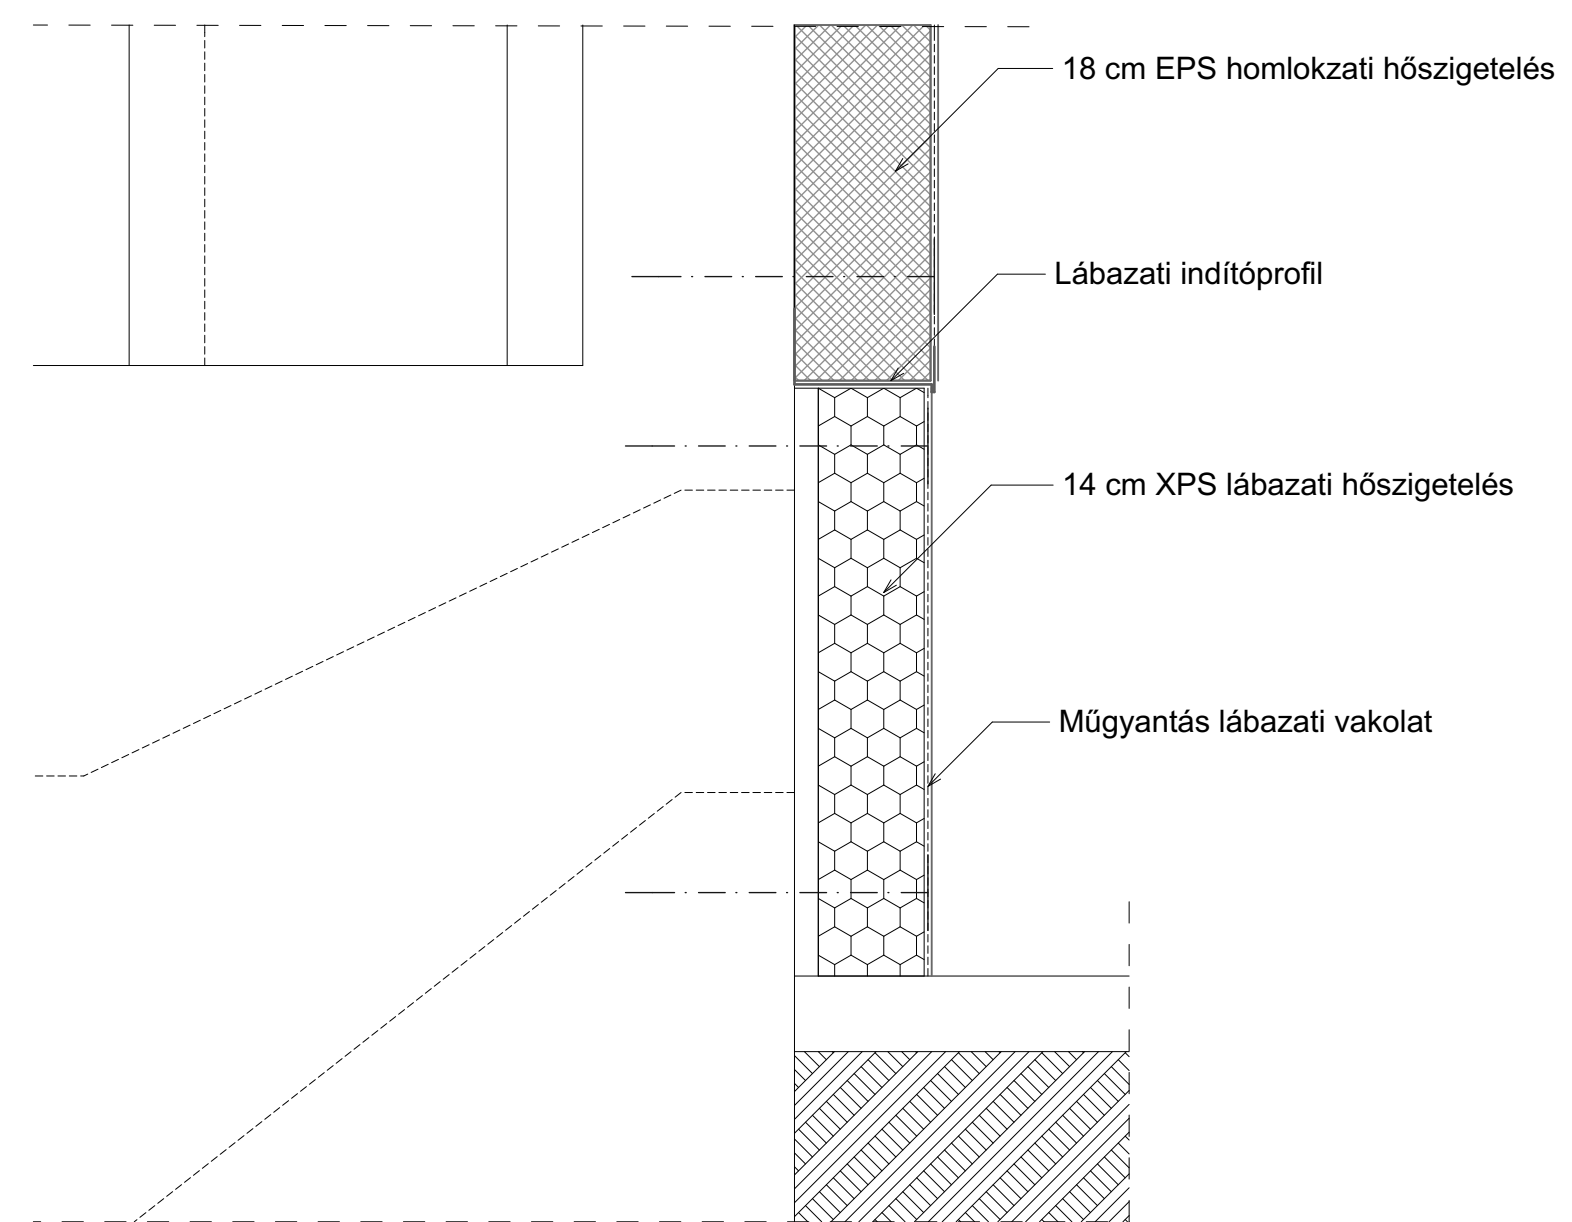 18 cm EPS homlokzati hőszigetelés
Lábazati indítóprofil
14 cm XPS lábazati hőszigetelés
Műgyantás lábazati vakolat